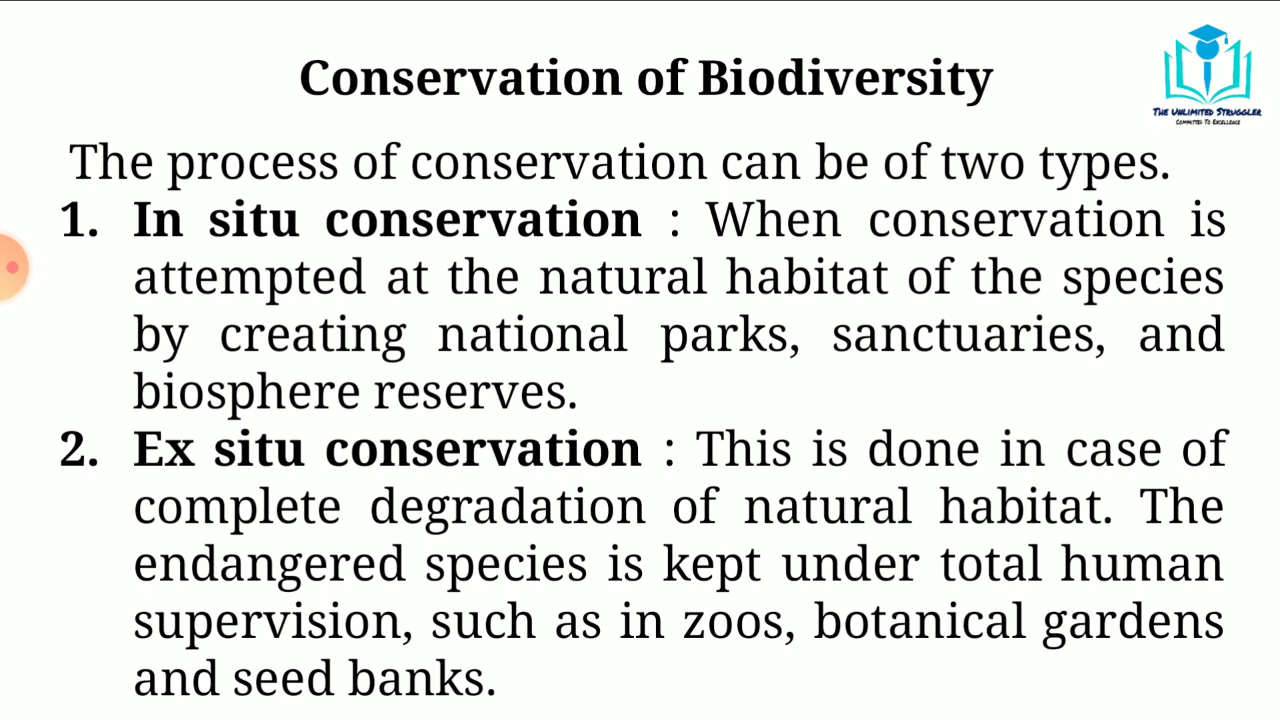 Conservation of Biodiversity
THE UNLIMITED STRUGGLER
COMMITTED TO EXCELLENCE
The process of conservation can be of two types.
1. In situ conservation : When conservation is
attempted at the natural habitat of the species
by creating national parks, sanctuaries, and
biosphere reserves.
2. Ex situ conservation : This is done in case of
complete degradation of natural habitat. The
endangered species is kept under total human
supervision, such as in zoos, botanical gardens
and seed banks.